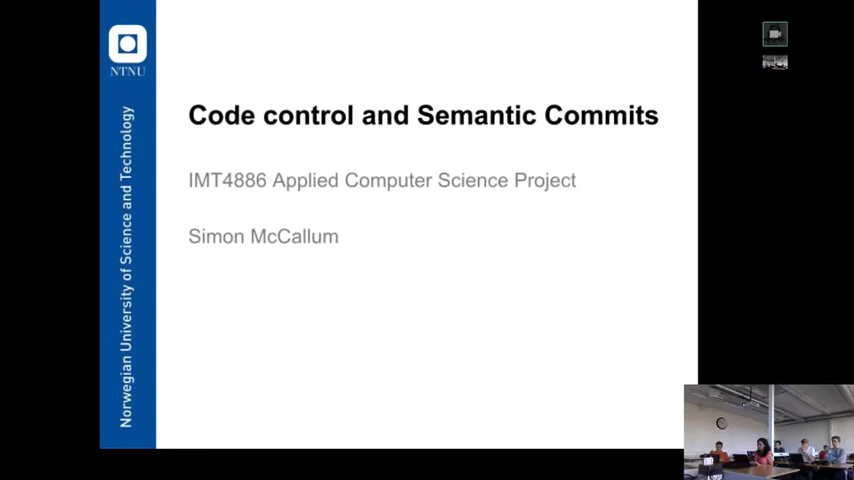 NTNU
Norwegian University of Science and Technology
Code control and Semantic Commits
IMT4886 Applied Computer Science Project
Simon McCallum